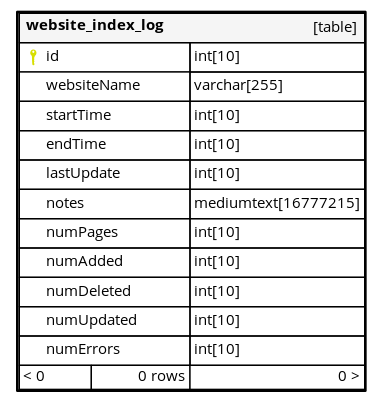 website_index_log [table]
id int[10]
websiteName varchar[255]
startTime int[10]
endTime int[10]
lastUpdate int[10]
notes mediumtext[16777215]
numPages int[10]
numAdded int[10]
numDeleted int[10]
numUpdated int[10]
numErrors int[10]
< 0 0 rows 0 >